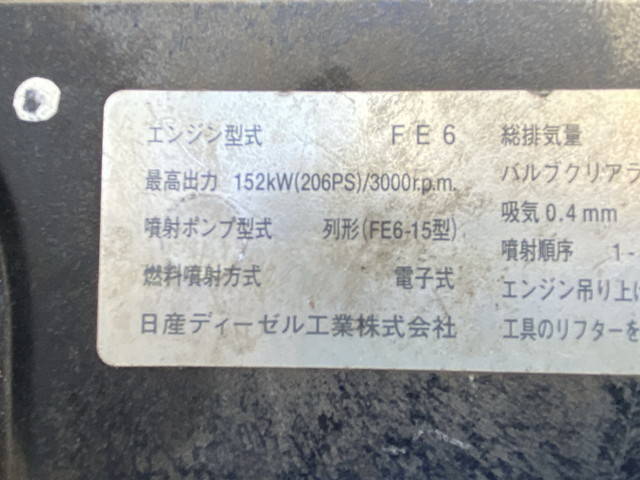 エンジン型式 FE6
最高出力 152kW(206PS)/3000r.p.m.
噴射ポンプ型式 列形(FE6-15型)
燃料噴射方式 電子式
日産ディーゼル工業株式会社
総排気量
バルブクリアラ
吸気0.4mm
噴射順序 1-
エンジン吊り上げ
工具のリフターを